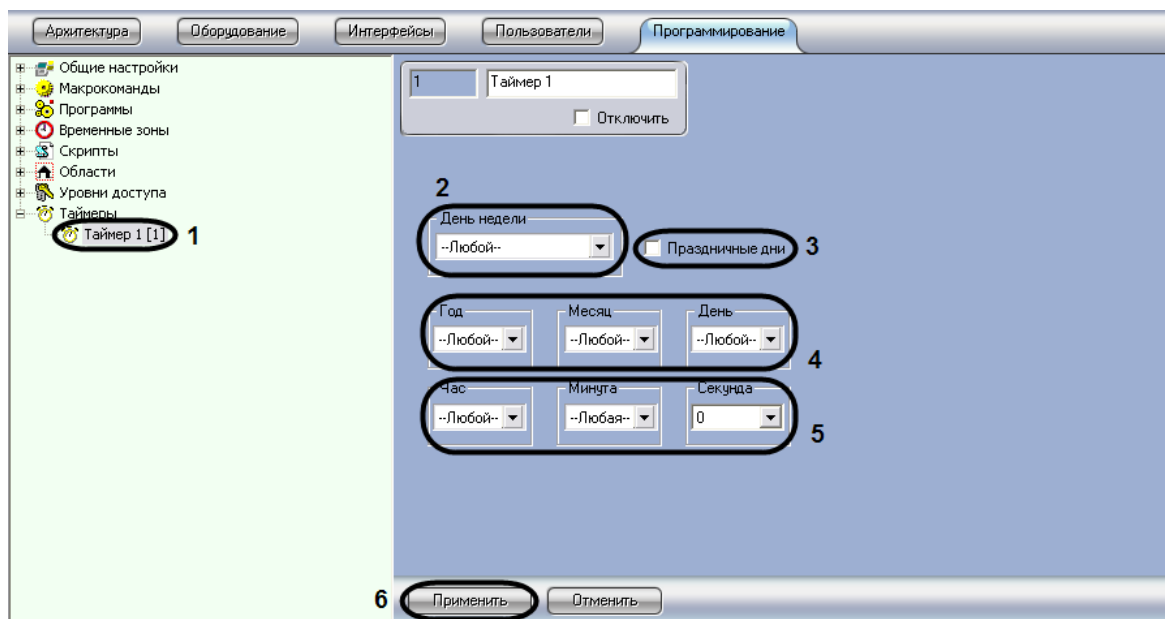 Архитектура Оборудование Интерфейсы Пользователи Программирование
Общие настройки
Макрокоманды
Программы
Временные зоны
Скрипты
Области
Уровни доступа
Таймеры
Таймер 1 [1] 1
1 Таймер 1
Отключить
2
День недели
--Любой-- Праздничные дни 3
Год Месяц День
--Любой-- --Любой-- --Любой--
4
Час Минута Секунда
--Любой-- --Любая-- 0
5
6 Применить Отменить